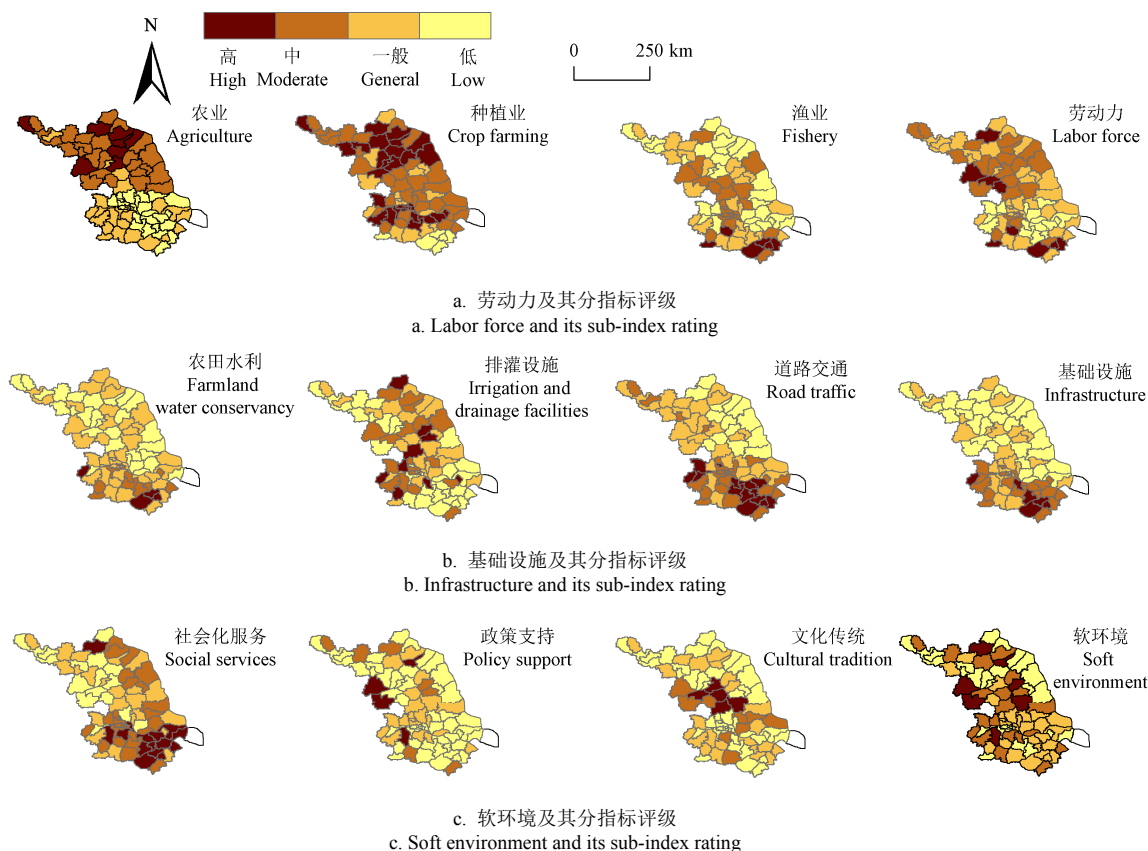 N
高 中 一般 低
High Moderate General Low
0 250 km
农业
Agriculture
种植业
Crop farming
渔业
Fishery
劳动力
Labor force
a. 劳动力及其分指标评级
a. Labor force and its sub-index rating
农田水利
Farmland
water conservancy
排灌设施
Irrigation and
drainage facilities
道路交通
Road traffic
基础设施
Infrastructure
b. 基础设施及其分指标评级
b. Infrastructure and its sub-index rating
社会化服务
Social services
政策支持
Policy support
文化传统
Cultural tradition
软环境
Soft
environment
c. 软环境及其分指标评级
c. Soft environment and its sub-index rating